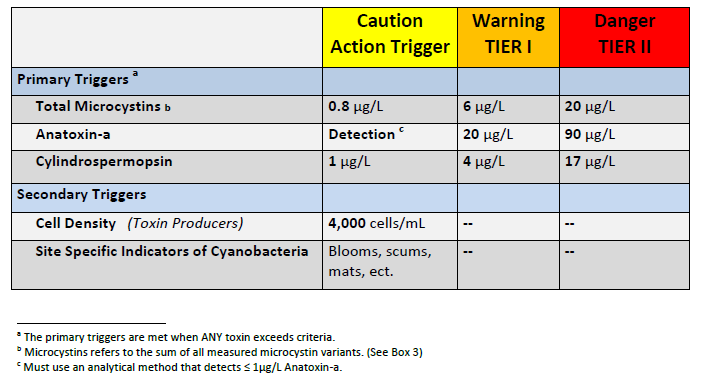 Caution Action Trigger Warning TIER I Danger TIER II
Primary Triggers a
Total Microcystins b 0.8 µg/L 6 µg/L 20 µg/L
Anatoxin-a Detection c 20 µg/L 90 µg/L
Cylindrospermopsin 1 µg/L 4 µg/L 17 µg/L
Secondary Triggers
Cell Density (Toxin Producers) 4,000 cells/mL -- --
Site Specific Indicators of Cyanobacteria Blooms, scums, mats, ect. -- --
a The primary triggers are met when ANY toxin exceeds criteria.
b Microcystins refers to the sum of all measured microcystin variants. (See Box 3)
c Must use an analytical method that detects ≤ 1µg/L Anatoxin-a.